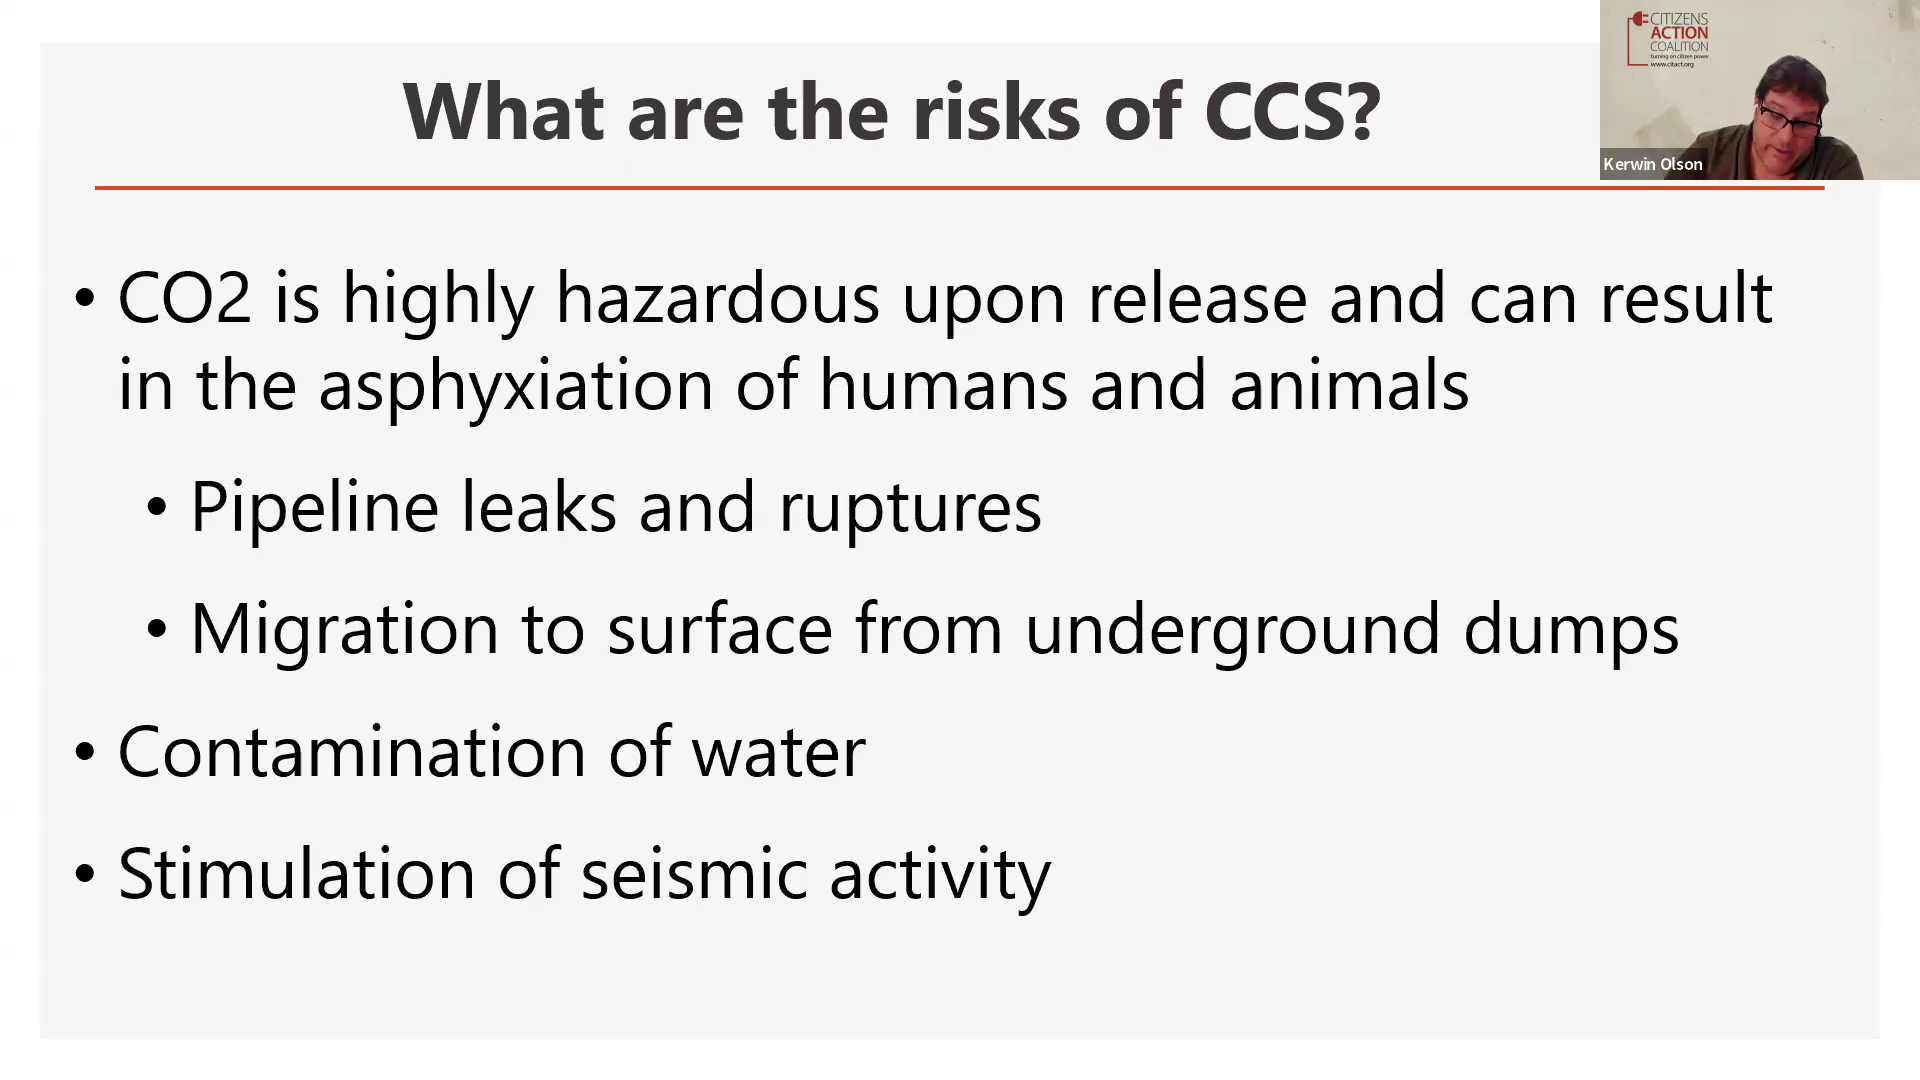 What are the risks of CCS?
CITIZENS
ACTION
COALITION
turning on citizen power
www.citact.org
Kerwin Olson
• CO2 is highly hazardous upon release and can result
in the asphyxiation of humans and animals
• Pipeline leaks and ruptures
• Migration to surface from underground dumps
• Contamination of water
• Stimulation of seismic activity